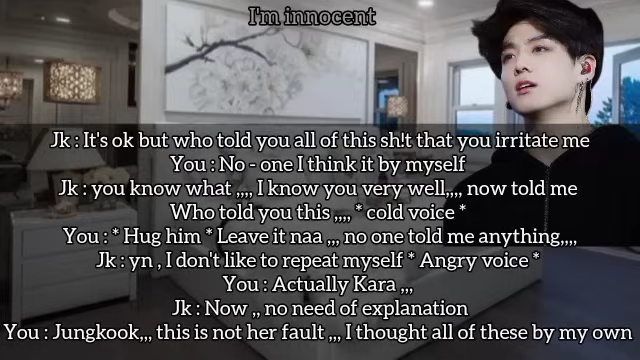 I'm innocent
Jk : It's ok but who told you all of this sh!t that you irritate me
You : No - one I think it by myself
Jk : you know what ,,,, I know you very well,,,, now told me
Who told you this ,,,, * cold voice *
You : * Hug him * Leave it naa ,,, no one told me anything,,,,
Jk : yn , I don't like to repeat myself * Angry voice *
You : Actually Kara ,,,
Jk : Now ,, no need of explanation
You : Jungkook,,, this is not her fault ,,, I thought all of these by my own